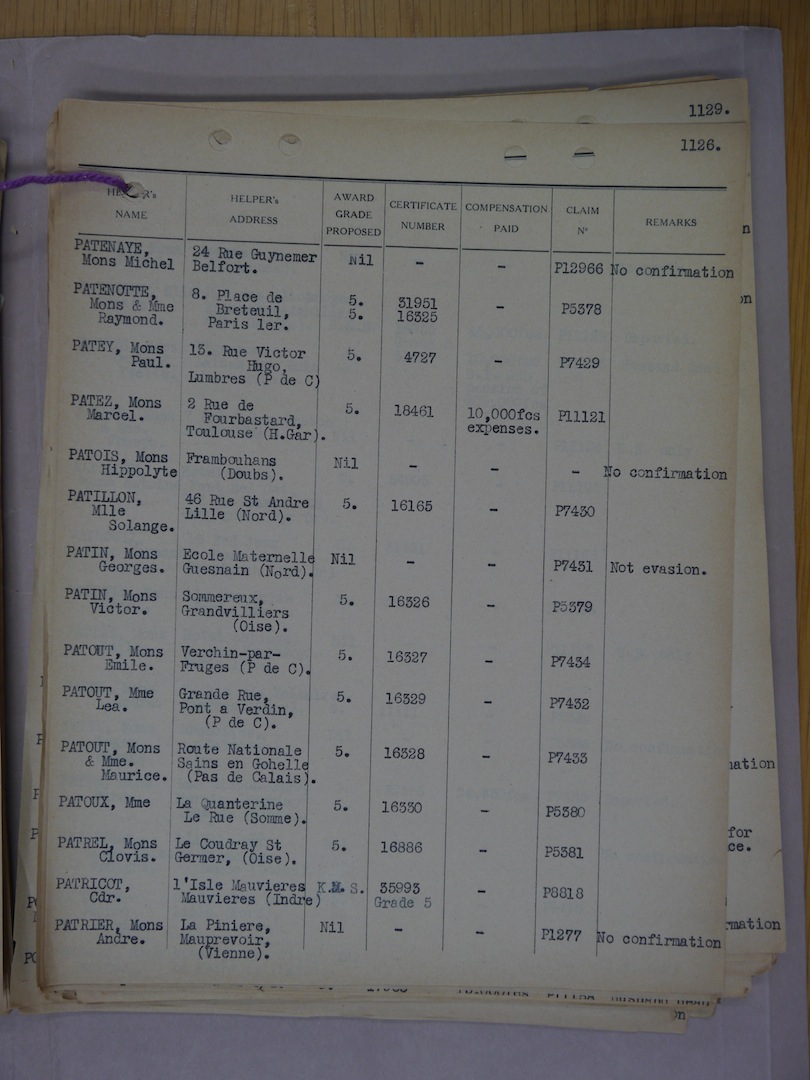 1129.
1126.
HELPER's NAME HELPER's ADDRESS AWARD GRADE PROPOSED CERTIFICATE NUMBER COMPENSATION PAID CLAIM Nº REMARKS
PATENAYE, 24 Rue Guynemer Nil - - P12966 No confirmation
Mons Michel Belfort.
PATENOTTE, 8. Place de 5. 31951 - P5378
Mons & Mme Breteuil, 5. 16325
Raymond. Paris 1er.
PATEY, Mons 13. Rue Victor 5. 4727 - P7429
Paul. Hugo,
Lumbres (P de C)
PATEZ, Mons 2 Rue de 5. 18461 10,000fcs P11121
Marcel. Fourbastard, expenses.
Toulouse (H.Gar).
PATOIS, Mons Frambouhans Nil - - - No confirmation
Hippolyte (Doubs).
PATILLON, 46 Rue St Andre 5. 16165 - P7430
Mlle Lille (Nord).
Solange.
PATIN, Mons Ecole Maternelle Nil - - P7431 Not evasion.
Georges. Guesnain (Nord).
PATIN, Mons Sommereux, 5. 16326 - P5379
Victor. Grandvilliers
(Oise).
PATOUT, Mons Verchin-par- 5. 16327 - P7434
Emile. Fruges (P de C).
PATOUT, Mme Grande Rue, 5. 16329 - P7432
Lea. Pont a Verdin,
(P de C).
PATOUT, Mons Route Nationale 5. 16328 - P7433
& Mme. Sains en Gohelle
Maurice. (Pas de Calais).
PATOUX, Mme La Quanterine 5. 16330 - P5380
Le Rue (Somme).
PATREL, Mons Le Coudray St 5. 16886 - P5381
Clovis. Germer, (Oise).
PATRICOT, l'Isle Mauvieres K.M.S. 35993 - P8818
Cdr. Mauvieres (Indre) Grade 5
PATRIER, Mons La Piniere, Nil - - P1277 No confirmation
Andre. Mauprevoir,
(Vienne).